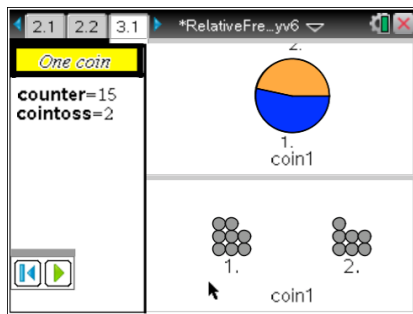 2.1 2.2 3.1 *RelativeFre…yv6
One coin
counter=15
cointoss=2
2.
1.
coin1
1. 2.
coin1